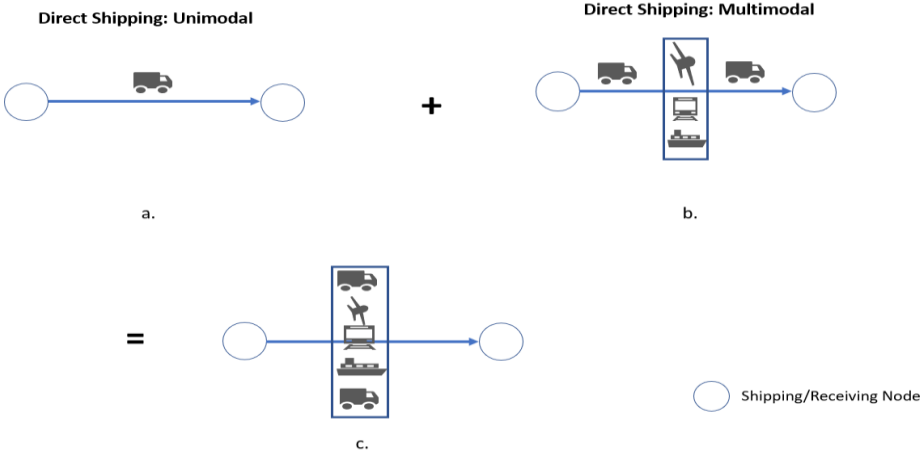 Direct Shipping: Unimodal
Direct Shipping: Multimodal
+
a.
b.
=
c.
Shipping/Receiving Node